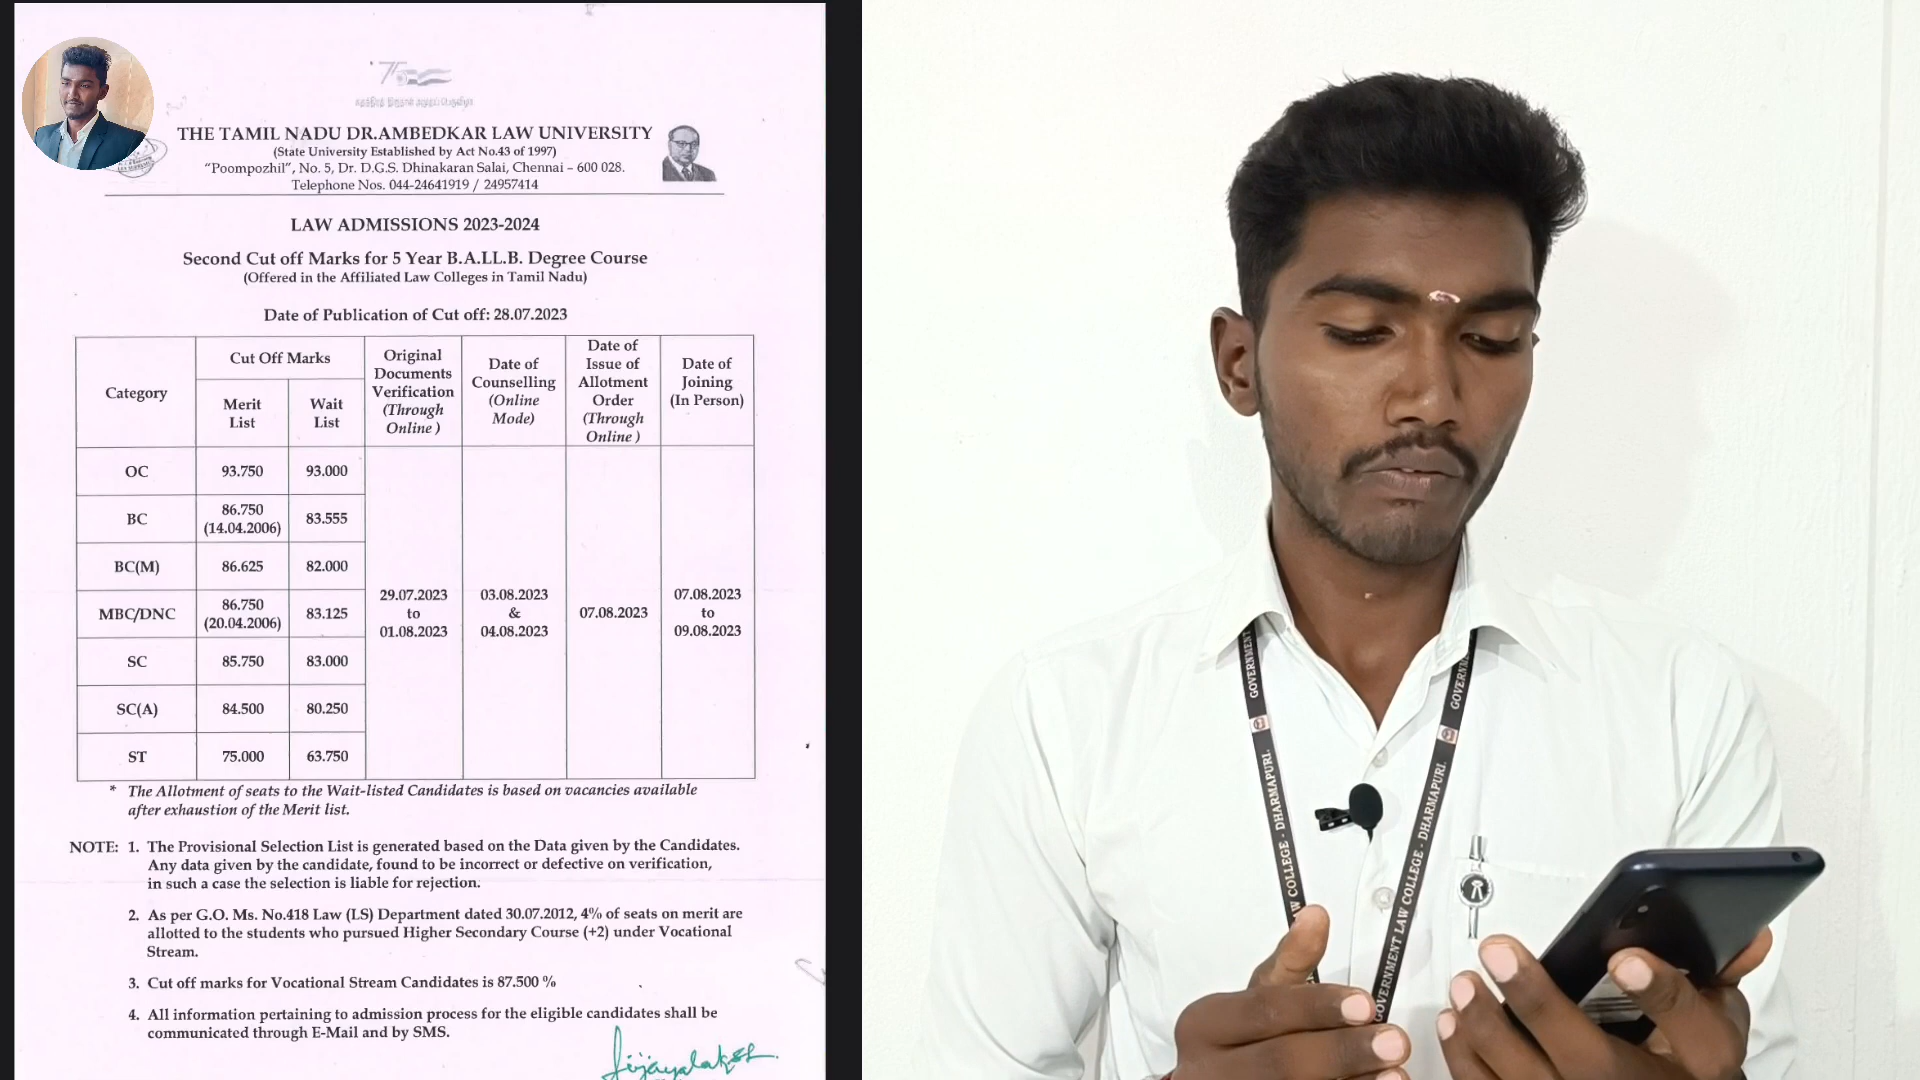 75
சுதந்திரத் திருநாள் அமுதப் பெருவிழா
THE TAMIL NADU DR.AMBEDKAR LAW UNIVERSITY
(State University Established by Act No.43 of 1997)
“Poompozhil”, No. 5, Dr. D.G.S. Dhinakaran Salai, Chennai – 600 028.
Telephone Nos. 044-24641919 / 24957414
LAW ADMISSIONS 2023-2024
Second Cut off Marks for 5 Year B.A.LL.B. Degree Course
(Offered in the Affiliated Law Colleges in Tamil Nadu)
Date of Publication of Cut off: 28.07.2023
Category
Cut Off Marks
Merit
List
Wait
List
Original
Documents
Verification
(Through
Online )
Date of
Counselling
(Online
Mode)
Date of
Issue of
Allotment
Order
(Through
Online )
Date of
Joining
(In Person)
OC 93.750 93.000
BC 86.750 (14.04.2006) 83.555
BC(M) 86.625 82.000
MBC/DNC 86.750 (20.04.2006) 83.125
SC 85.750 83.000
SC(A) 84.500 80.250
ST 75.000 63.750
29.07.2023
to
01.08.2023
03.08.2023
&
04.08.2023
07.08.2023
07.08.2023
to
09.08.2023
* The Allotment of seats to the Wait-listed Candidates is based on vacancies available
after exhaustion of the Merit list.
NOTE: 1. The Provisional Selection List is generated based on the Data given by the Candidates.
Any data given by the candidate, found to be incorrect or defective on verification,
in such a case the selection is liable for rejection.
2. As per G.O. Ms. No.418 Law (LS) Department dated 30.07.2012, 4% of seats on merit are
allotted to the students who pursued Higher Secondary Course (+2) under Vocational
Stream.
3. Cut off marks for Vocational Stream Candidates is 87.500 %
4. All information pertaining to admission process for the eligible candidates shall be
communicated through E-Mail and by SMS.
GOVERNMENT
LAW COLLEGE - DHARMAPURI.
GOVERNMENT
GOVERNMENT LAW COLLEGE - DHARMAPURI.